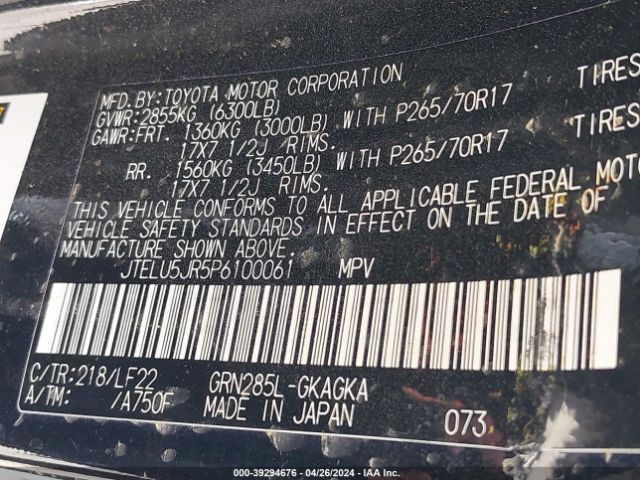 MFD.BY:TOYOTA MOTOR CORPORATION
GVWR:2855KG (6300LB)
GAWR:FRT. 1360KG (3000LB) WITH P265/70R17 TIRES
17X7 1/2J RIMS.
RR. 1560KG (3450LB) WITH P265/70R17 TIRES
17X7 1/2J RIMS.
THIS VEHICLE CONFORMS TO ALL APPLICABLE FEDERAL MOTO
VEHICLE SAFETY STANDARDS IN EFFECT ON THE DATE OF
MANUFACTURE SHOWN ABOVE.
JTELU5JR5P6100061 MPV
C/TR:218/LF22 GRN285L-GKAGKA
A/TM: /A750F MADE IN JAPAN 073
000-39294676 / 04/26/2024 / IAA Inc.